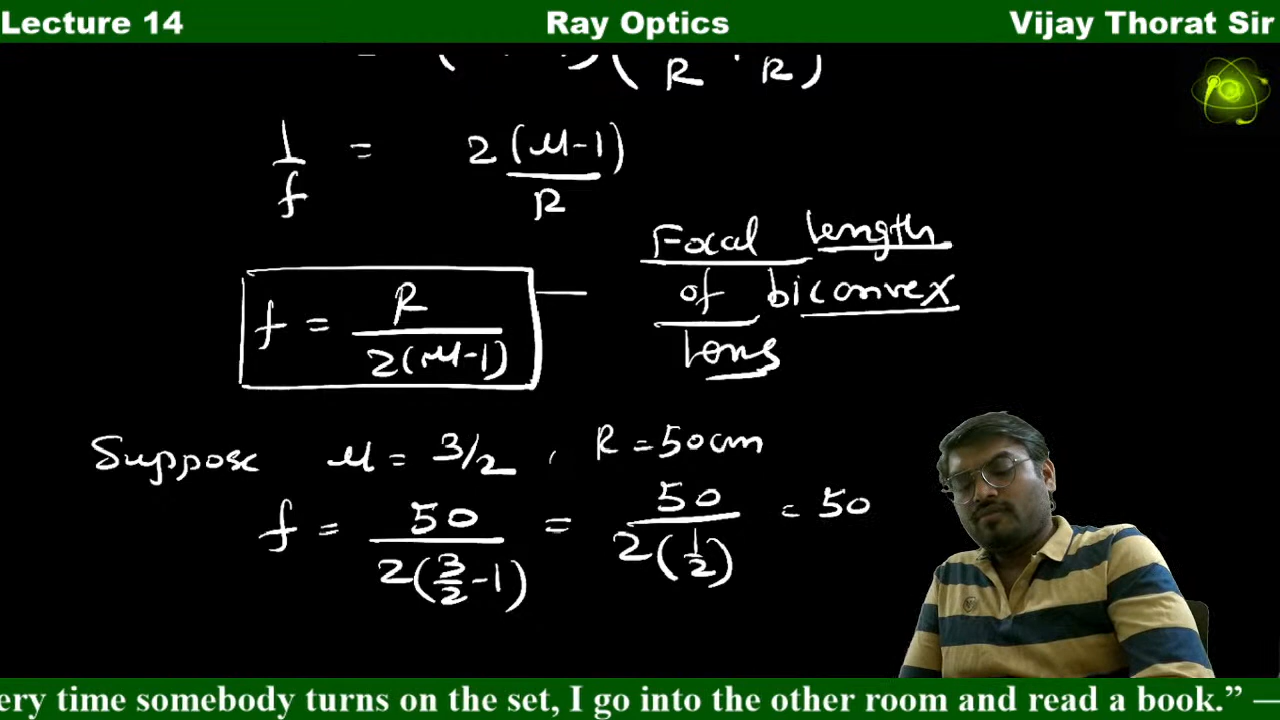 Lecture 14 Ray Optics Vijay Thorat Sir
R R )
1/f = 2(μ-1)/R
Focal length
of biconvex
lens
f = R/2(μ-1)
Suppose μ = 3/2 , R = 50cm
f = 50/2(3/2-1) = 50/2(1/2) = 50
ery time somebody turns on the set, I go into the other room and read a book.” —